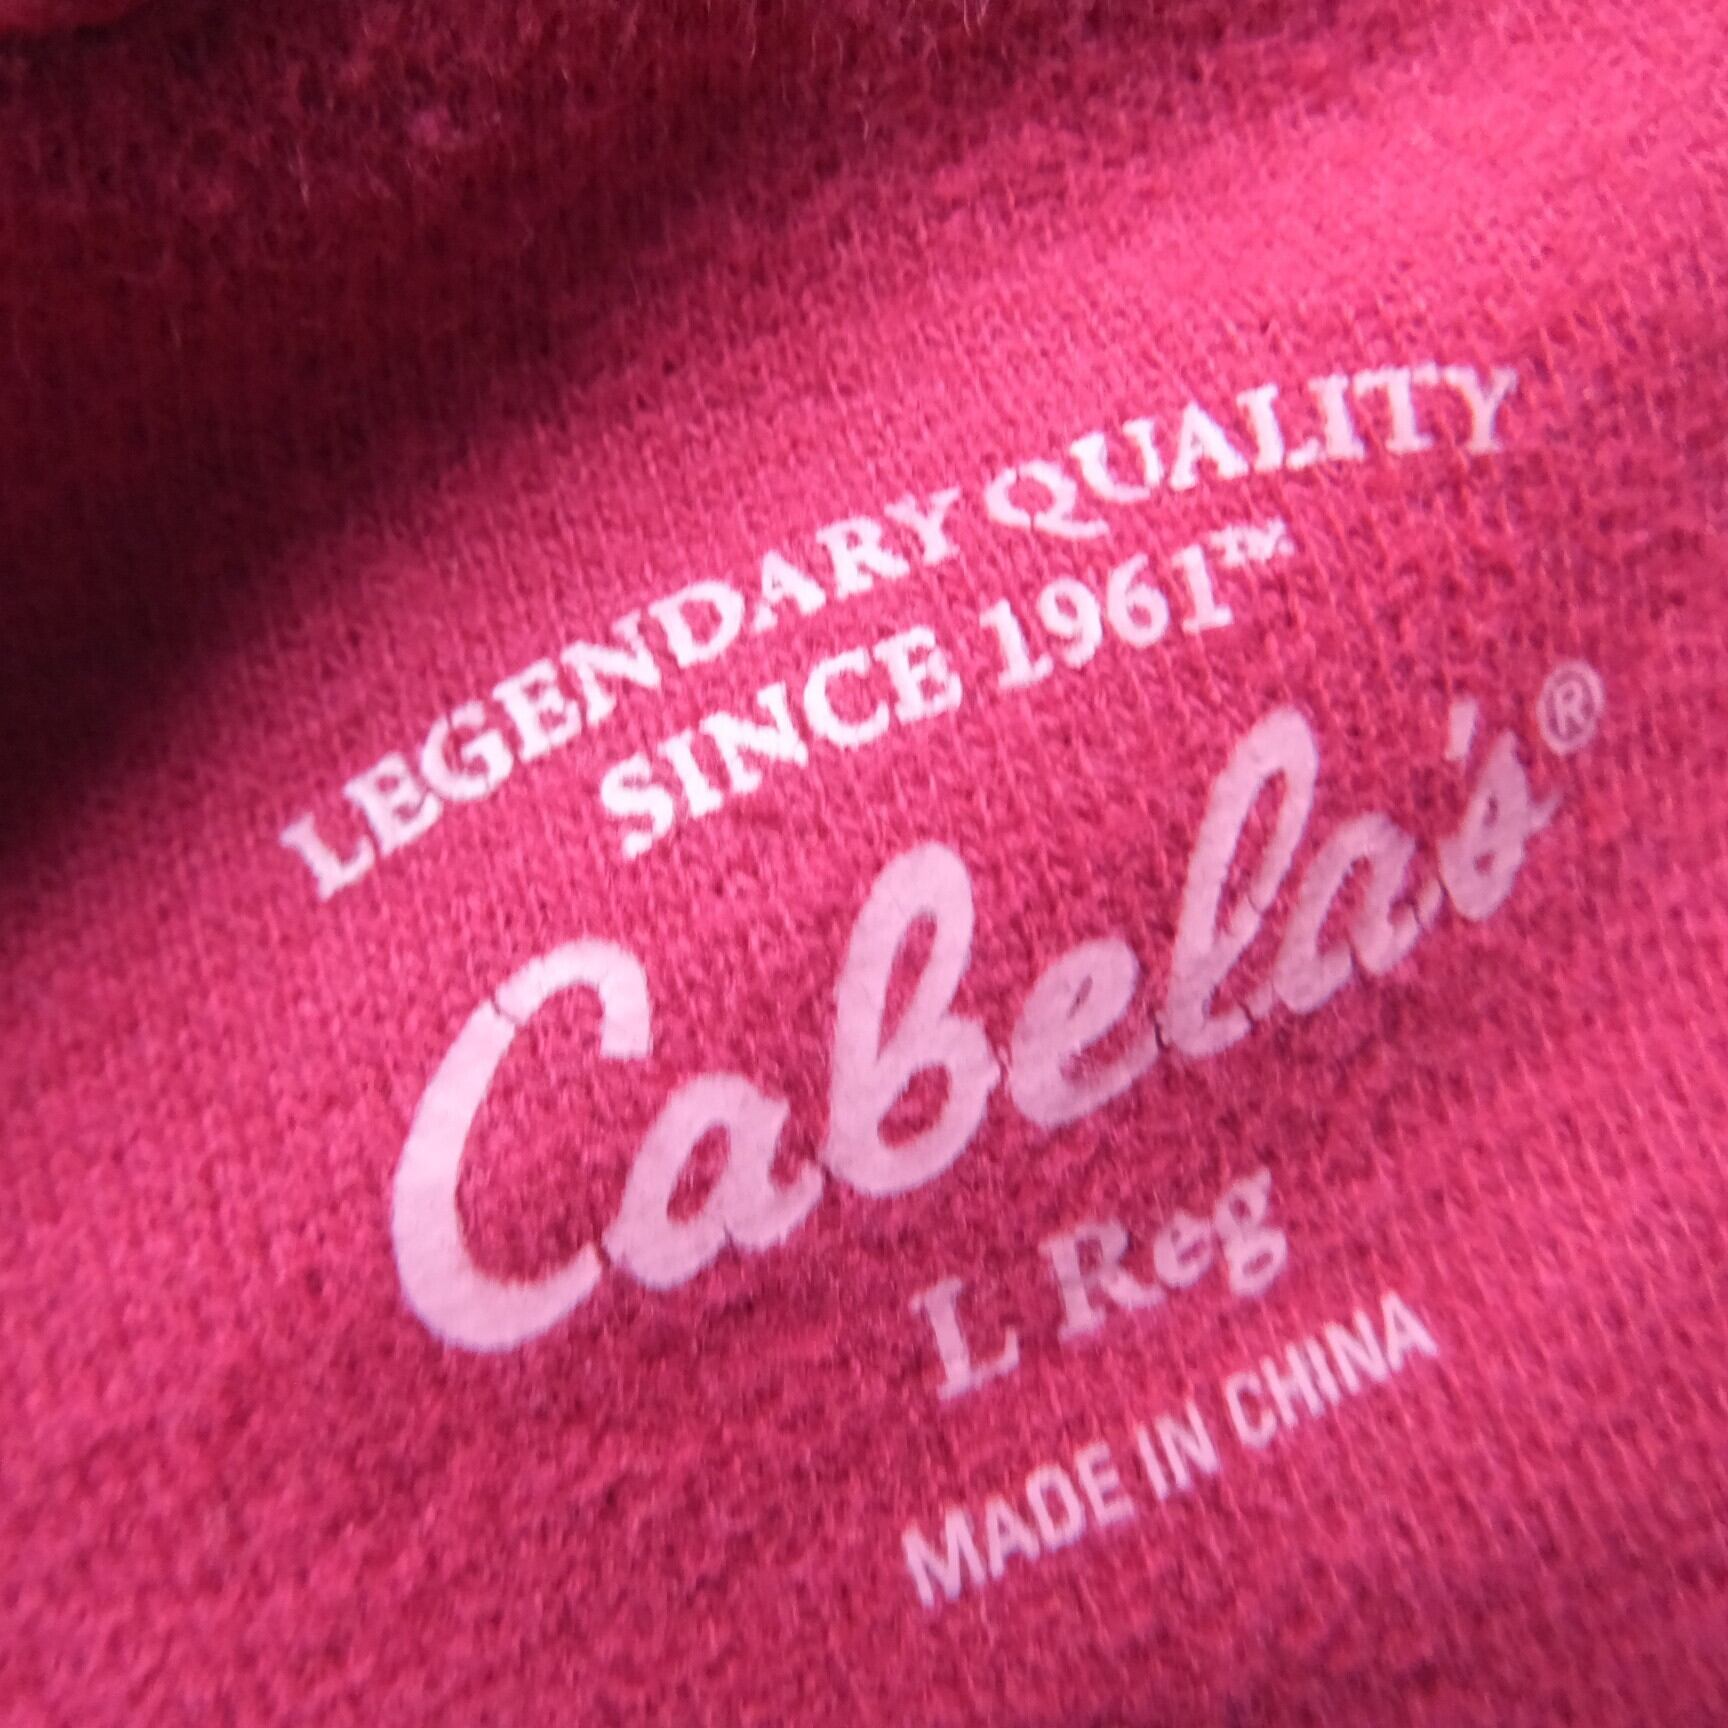 LEGENDARY QUALITY
SINCE 1961™
Cabela's®
L Reg
MADE IN CHINA